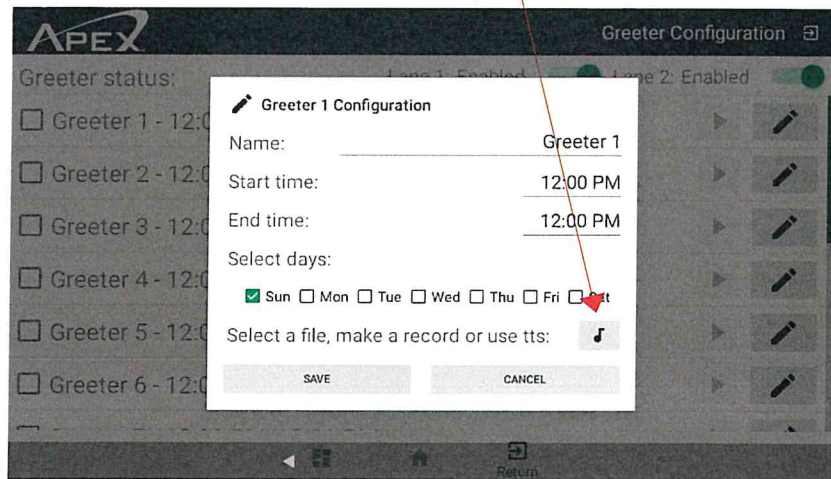 APEX
Greeter Configuration
Greeter status:
Lane 1: Enabled
Lane 2: Enabled
Greeter 1 Configuration
Name: Greeter 1
Start time: 12:00 PM
End time: 12:00 PM
Select days:
Sun Mon Tue Wed Thu Fri Sat
Select a file, make a record or use tts:
SAVE CANCEL
Greeter 1 - 12:0
Greeter 2 - 12:0
Greeter 3 - 12:0
Greeter 4 - 12:0
Greeter 5 - 12:0
Greeter 6 - 12:0
Return